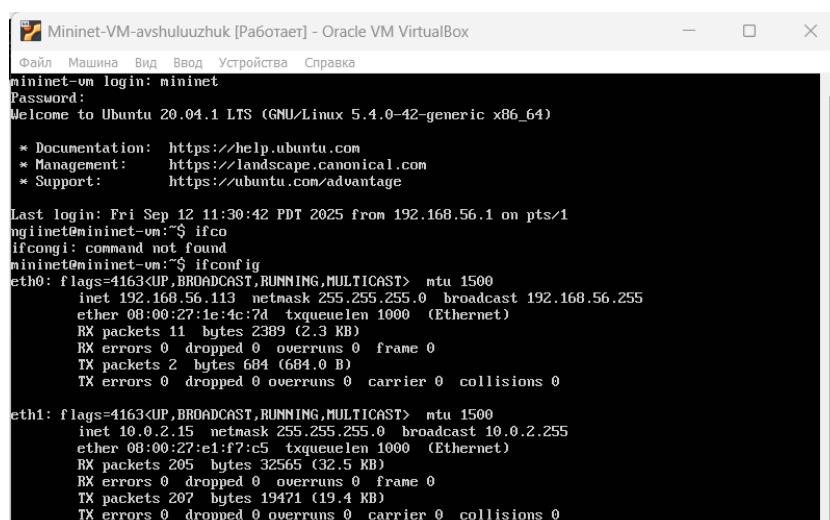 Mininet-VM-avshuluuzhuk [Работает] - Oracle VM VirtualBox
Файл Машина Вид Ввод Устройства Справка
mininet-vm login: mininet
Password:
Welcome to Ubuntu 20.04.1 LTS (GNU/Linux 5.4.0-42-generic x86_64)
* Documentation: https://help.ubuntu.com
* Management: https://landscape.canonical.com
* Support: https://ubuntu.com/advantage
Last login: Fri Sep 12 11:30:42 PDT 2025 from 192.168.56.1 on pts/1
ngiinet@mininet-vm:~$ ifco
ifcongi: command not found
mininet@mininet-vm:~$ ifconfig
eth0: flags=4163<UP,BROADCAST,RUNNING,MULTICAST> mtu 1500
inet 192.168.56.113 netmask 255.255.255.0 broadcast 192.168.56.255
ether 08:00:27:1e:4c:7d txqueuelen 1000 (Ethernet)
RX packets 11 bytes 2389 (2.3 KB)
RX errors 0 dropped 0 overruns 0 frame 0
TX packets 2 bytes 684 (684.0 B)
TX errors 0 dropped 0 overruns 0 carrier 0 collisions 0
eth1: flags=4163<UP,BROADCAST,RUNNING,MULTICAST> mtu 1500
inet 10.0.2.15 netmask 255.255.255.0 broadcast 10.0.2.255
ether 08:00:27:e1:f7:c5 txqueuelen 1000 (Ethernet)
RX packets 205 bytes 32565 (32.5 KB)
RX errors 0 dropped 0 overruns 0 frame 0
TX packets 207 bytes 19471 (19.4 KB)
TX errors 0 dropped 0 overruns 0 carrier 0 collisions 0